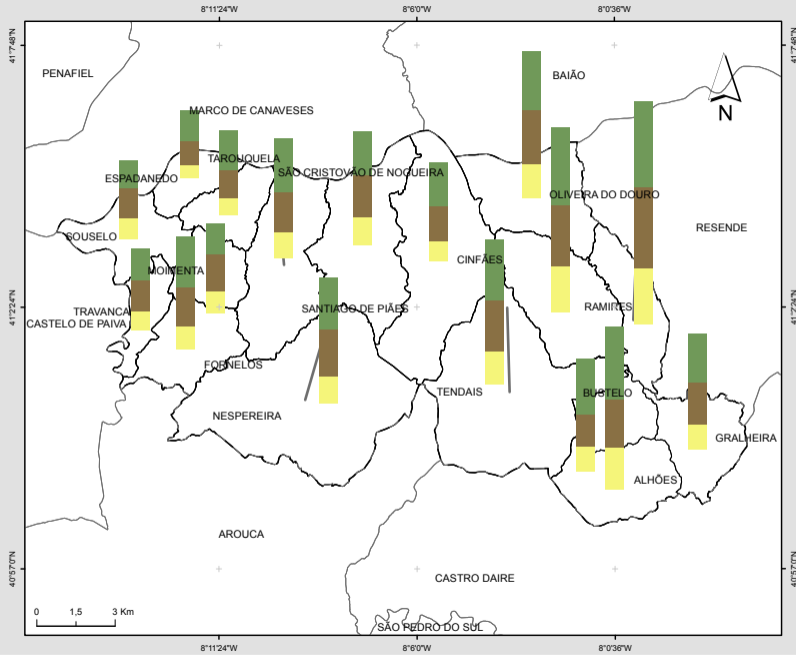 8°11'24"W
8°6'0"W
8°0'36"W
41°7'48"N
41°7'48"N
PENAFIEL
BAIÃO
N
MARCO DE CANAVESES
TAROUQUELA
SÃO CRISTOVÃO DE NOGUEIRA
ESPADANEDO
OLIVEIRA DO DOURO
RESENDE
SOUSELO
CINFÃES
MOIMENTA
41°2'24"N
41°2'24"N
TRAVANCA
SANTIAGO DE PIÃES
RAMIRES
CASTELO DE PAIVA
FORNELOS
TENDAIS
BUSTELO
NESPEREIRA
GRALHEIRA
ALHÕES
AROUCA
40°57'0"N
40°57'0"N
CASTRO DAIRE
0 1,5 3 Km
SÃO PEDRO DO SUL
8°11'24"W
8°6'0"W
8°0'36"W